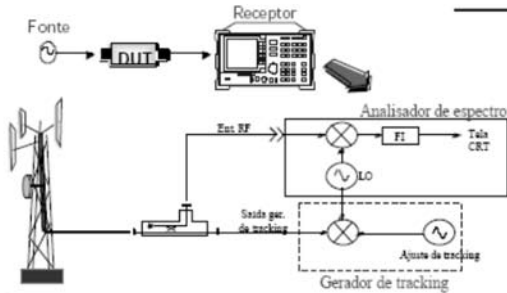 Fonte
Receptor
DUT
Analisador de espectro
Ent. RF
FI
Tela
CRT
LO
Saída ger.
de tracking
Ajuste de tracking
Gerador de tracking